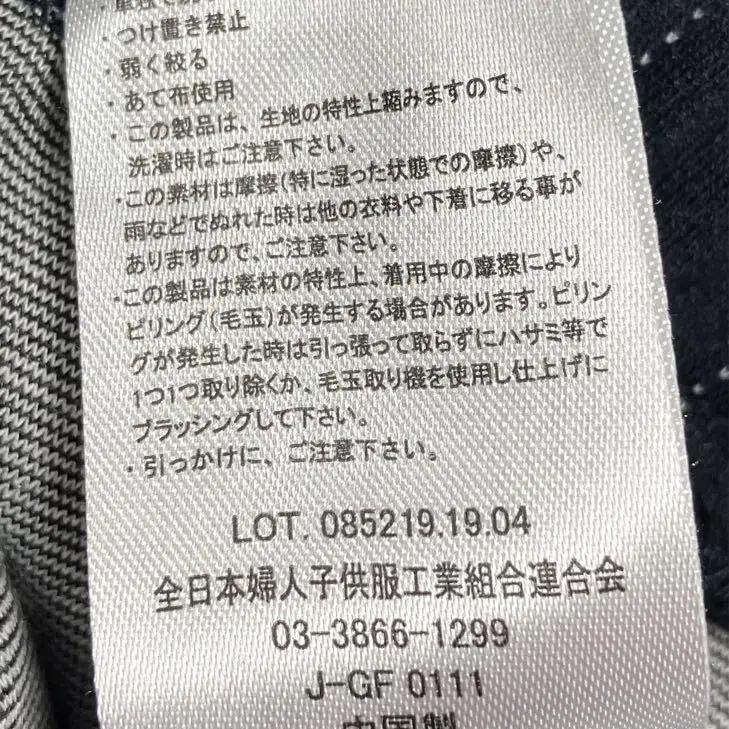 ・つけ置き禁止
・弱く絞る
・あて布使用
・この製品は、生地の特性上縮みますので、
洗濯時はご注意下さい。
・この素材は摩擦(特に湿った状態での摩擦)や、
雨などでぬれた時は他の衣料や下着に移る事が
ありますので、ご注意下さい。
・この製品は素材の特性上、着用中の摩擦により
ピリング(毛玉)が発生する場合があります。ピリン
グが発生した時は引っ張って取らずにハサミ等で
1つ1つ取り除くか、毛玉取り機を使用し仕上げに
ブラッシングして下さい。
・引っかけに、ご注意下さい。
LOT. 085219.19.04
全日本婦人子供服工業組合連合会
03-3866-1299
J-GF 0111
中国製